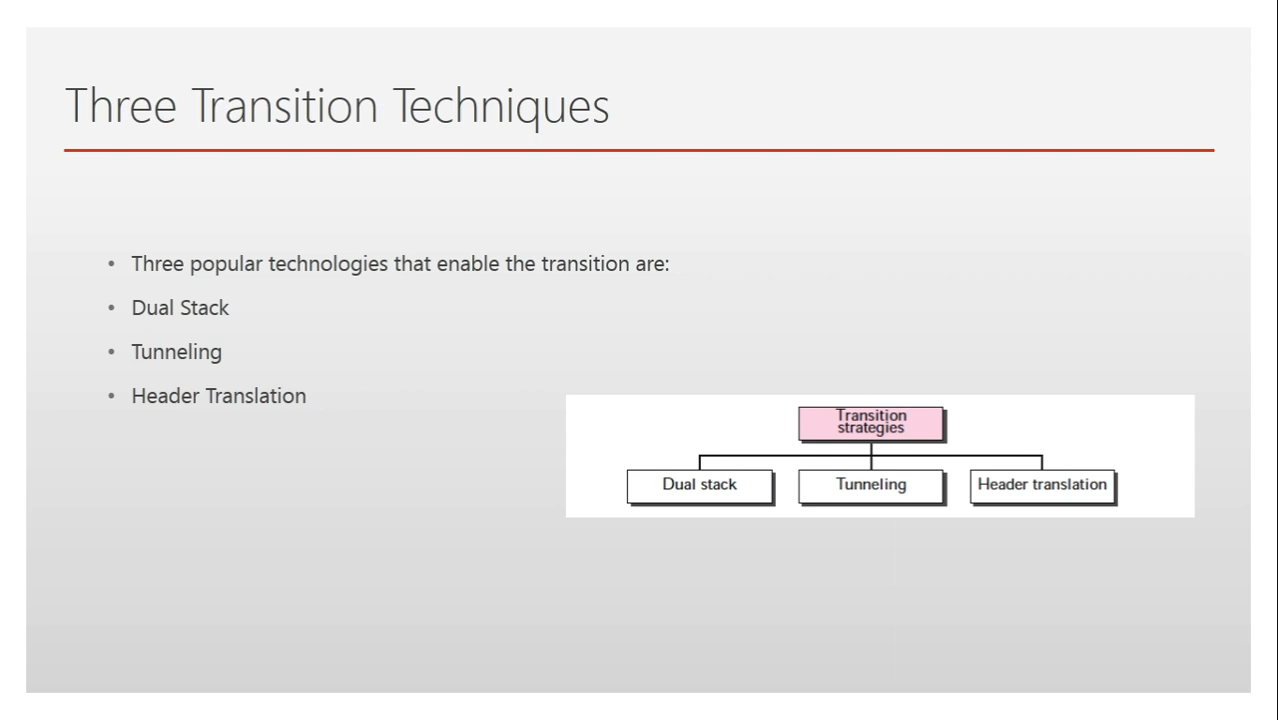 Three Transition Techniques
• Three popular technologies that enable the transition are:
• Dual Stack
• Tunneling
• Header Translation
Transition
strategies
Dual stack
Tunneling
Header translation